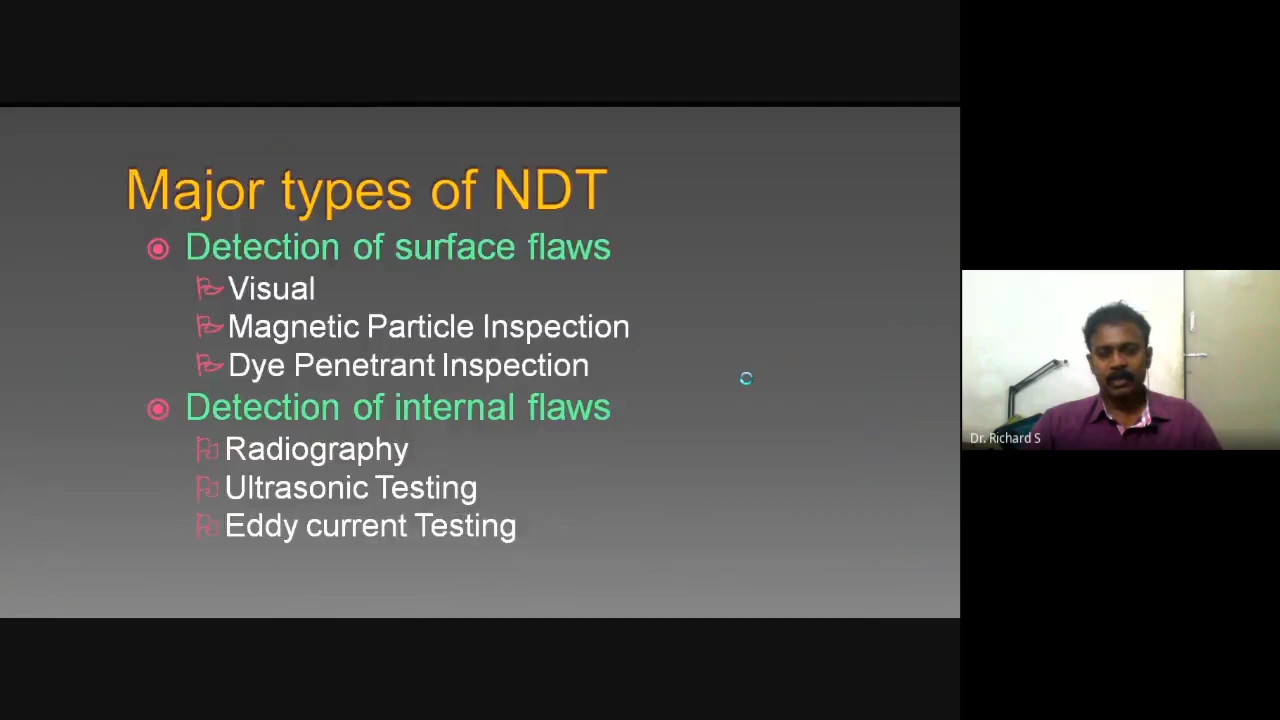 Major types of NDT
Detection of surface flaws
Visual
Magnetic Particle Inspection
Dye Penetrant Inspection
Detection of internal flaws
Radiography
Ultrasonic Testing
Eddy current Testing
Dr. Richard S